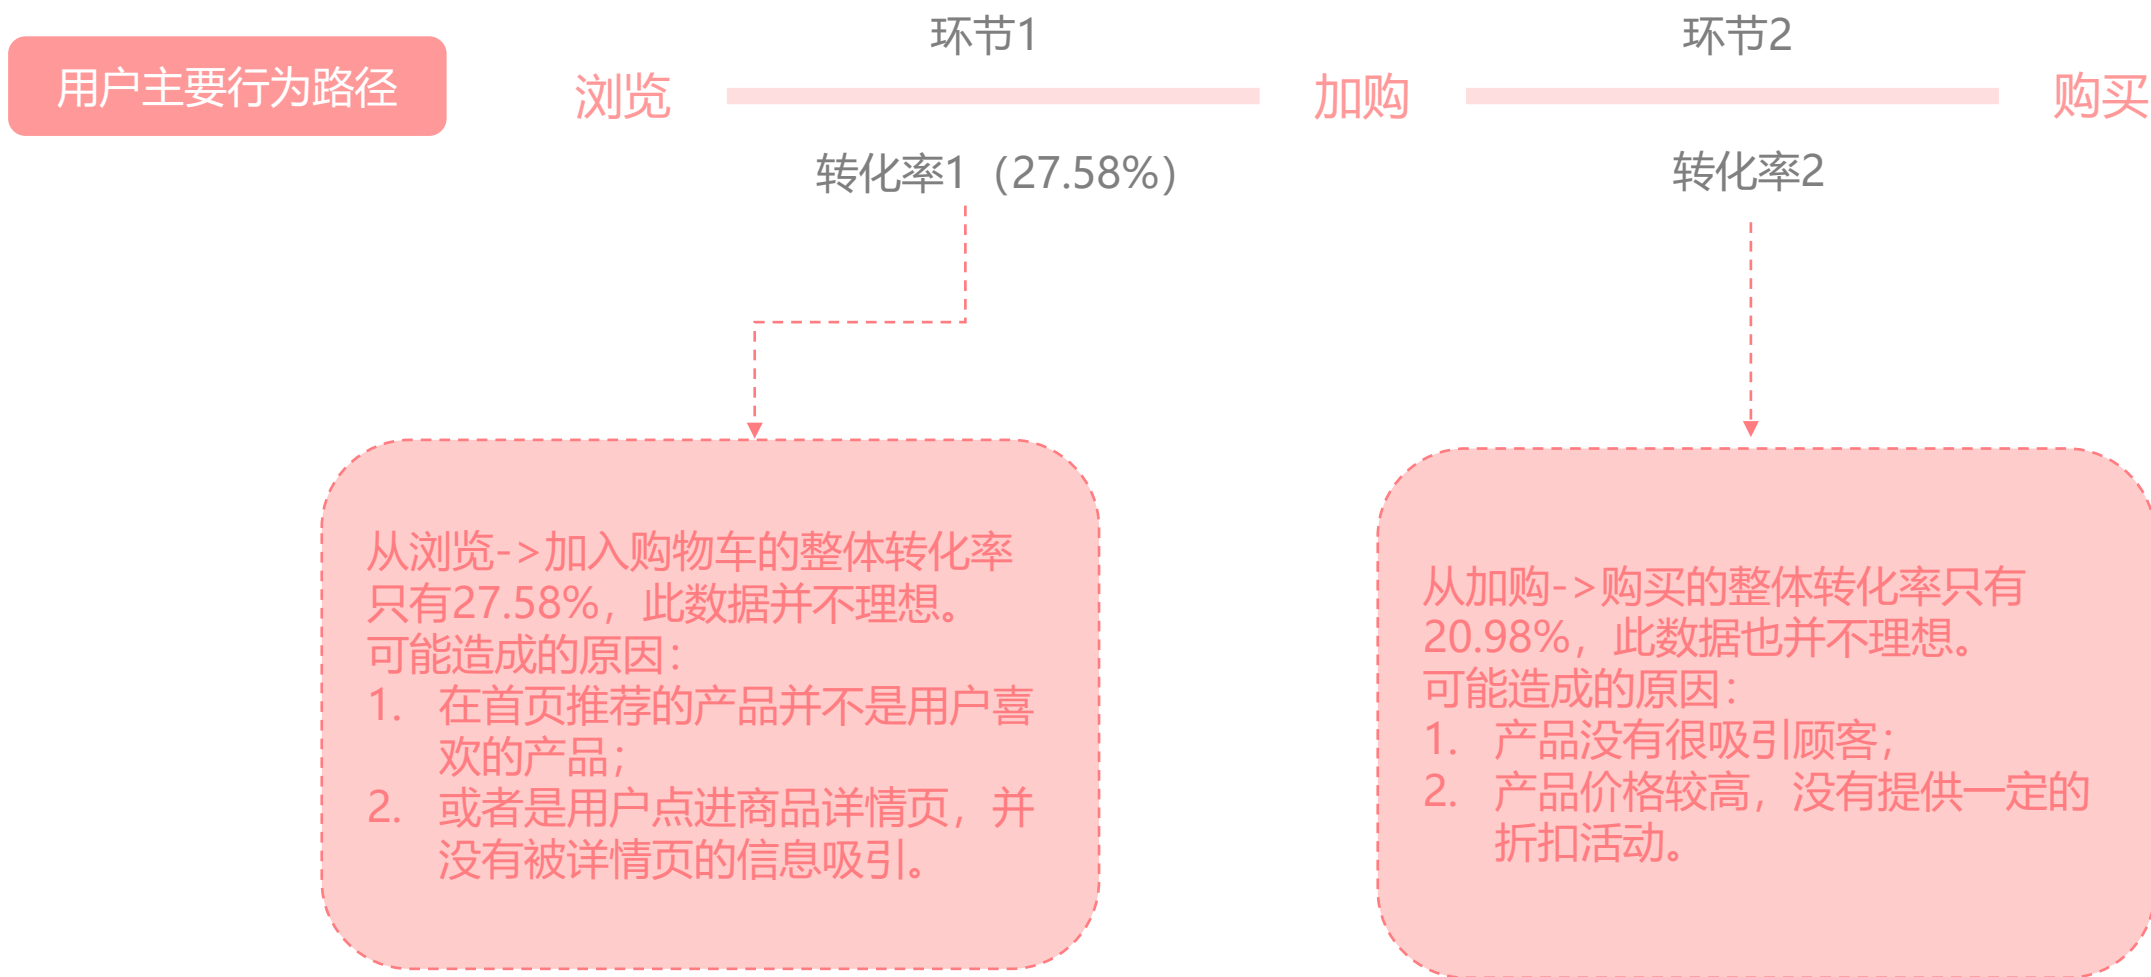 环节1
环节2
用户主要行为路径
浏览
加购
购买
转化率1（27.58%）
转化率2
从浏览->加入购物车的整体转化率
只有27.58%，此数据并不理想。
可能造成的原因：
1. 在首页推荐的产品并不是用户喜
欢的产品；
2. 或者是用户点进商品详情页，并
没有被详情页的信息吸引。
从加购->购买的整体转化率只有
20.98%，此数据也并不理想。
可能造成的原因：
1. 产品没有很吸引顾客；
2. 产品价格较高，没有提供一定的
折扣活动。